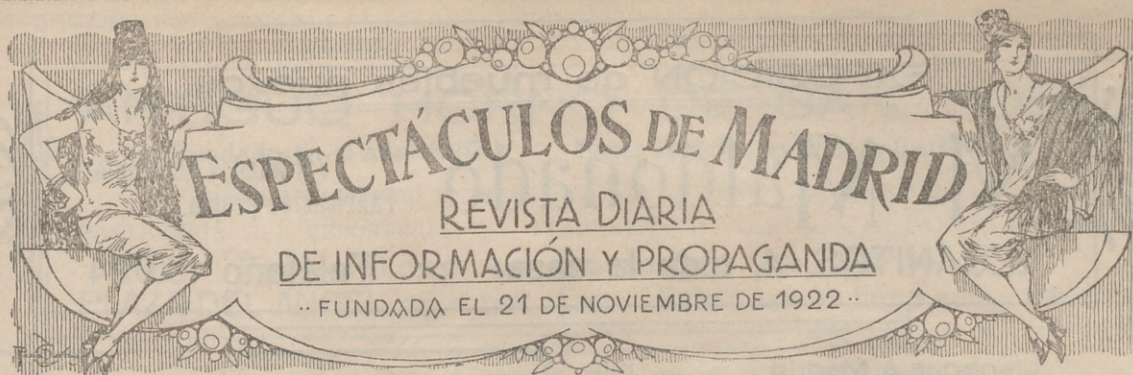 ESPECTÁCULOS DE MADRID
REVISTA DIARIA
DE INFORMACIÓN Y PROPAGANDA
·· FUNDADA EL 21 DE NOVIEMBRE DE 1922 ··